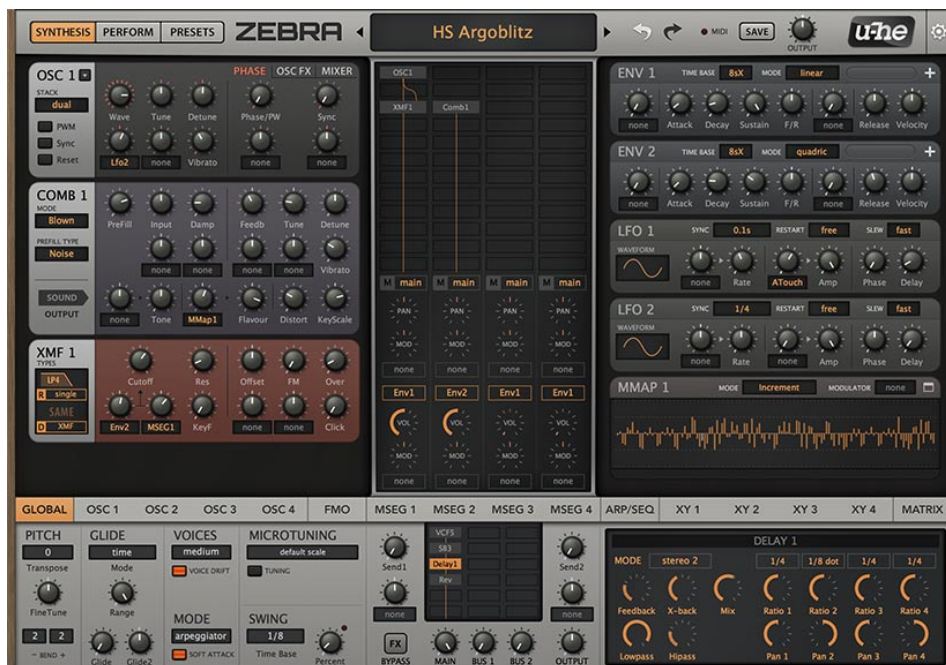 SYNTHESIS PERFORM PRESETS ZEBRA HS Argoblitz MIDI SAVE OUTPUT u-he
OSC 1
STACK
dual
PWM
Sync
Reset
PHASE OSC FX MIXER
Wave Tune Detune Phase/PW Sync
Lfo2 none Vibrato none none
COMB 1
MODE
Blown
PREFILL TYPE
Noise
SOUND
OUTPUT
PreFill Input Damp Feedb Tune Detune
none none none none Vibrato
none Tone MMap1 Flavour Distort KeyScale
XMF 1
TYPES
LP4
R single
SAME
D XMF
Cutoff Res Offset FM Over
Env2 MSEG1 KeyF none none Click
OSC1
XMF1 Comb1
M main M main M main M main
PAN PAN PAN PAN
MOD MOD MOD MOD
none none none none
Env1 Env2 Env1 Env1
VOL VOL VOL VOL
MOD MOD MOD MOD
none none none none
ENV 1 TIME BASE 8sX MODE linear +
none Attack Decay Sustain F/R none Release Velocity
ENV 2 TIME BASE 8sX MODE quadric +
none Attack Decay Sustain F/R none Release Velocity
LFO 1 SYNC 0.1s RESTART free SLEW fast
WAVEFORM
none Rate ATouch Amp Phase Delay
LFO 2 SYNC 1/4 RESTART free SLEW fast
WAVEFORM
none Rate none Amp Phase Delay
MMAP 1 MODE Increment MODULATOR none
GLOBAL OSC 1 OSC 2 OSC 3 OSC 4 FMO MSEG 1 MSEG 2 MSEG 3 MSEG 4 ARP/SEQ XY 1 XY 2 XY 3 XY 4 MATRIX
PITCH
0
Transpose
FineTune
2 2
− BEND +
GLIDE
time
Mode
Range
Glide Glide2
VOICES
medium
VOICE DRIFT
MODE
arpeggiator
SOFT ATTACK
MICROTUNING
default scale
TUNING
SWING
1/8
Time Base Percent
Send1
none
FX
BYPASS
VCF5
SB3
Delay1
Rev
MAIN BUS 1 BUS 2
Send2
none
OUTPUT
DELAY 1
MODE stereo 2 1/4 1/8 dot 1/4 1/4
Feedback X-back Mix Ratio 1 Ratio 2 Ratio 3 Ratio 4
Lowpass Hipass Pan 1 Pan 2 Pan 3 Pan 4